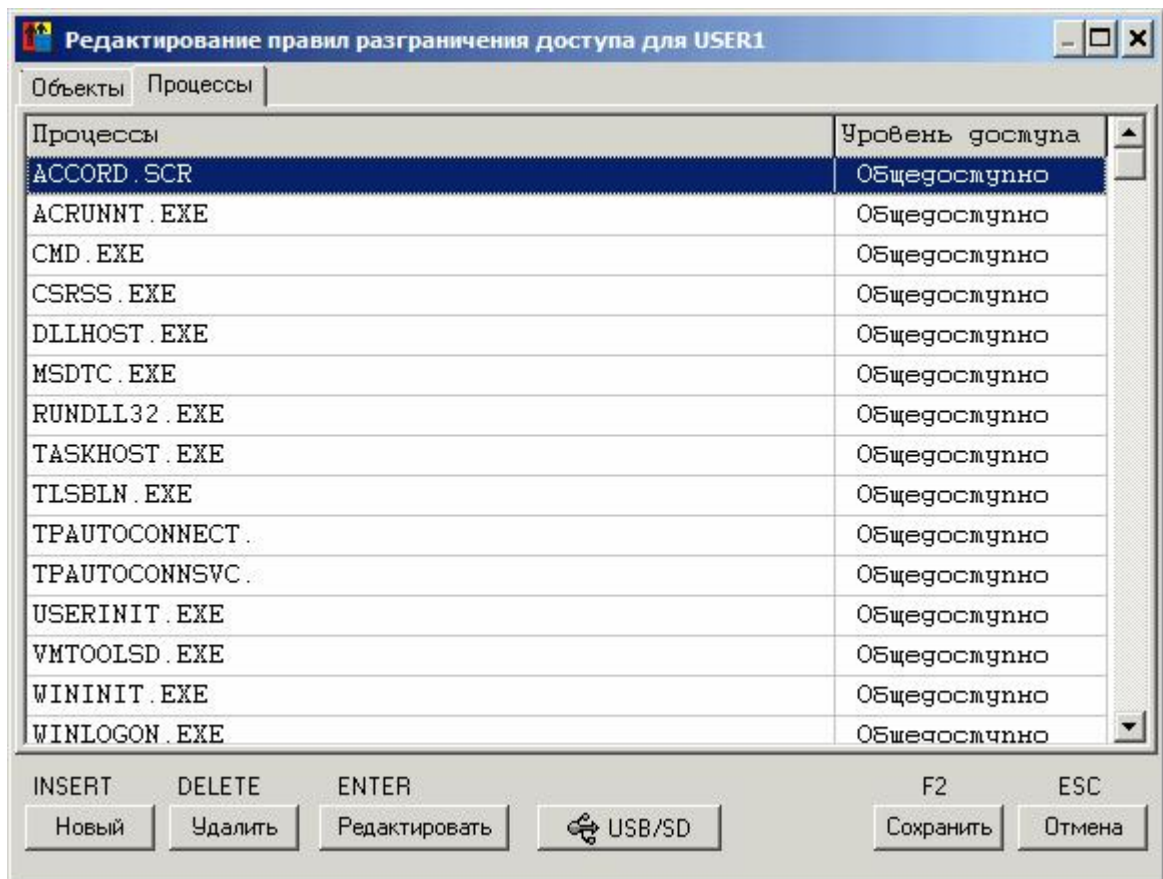 Редактирование правил разграничения доступа для USER1
Объекты Процессы
Процессы Уровень доступа
ACCORD.SCR Общедоступно
ACRUNNT.EXE Общедоступно
CMD.EXE Общедоступно
CSRSS.EXE Общедоступно
DLLHOST.EXE Общедоступно
MSDTC.EXE Общедоступно
RUNDLL32.EXE Общедоступно
TASKHOST.EXE Общедоступно
TLSBLN.EXE Общедоступно
TPAUTOCONNECT. Общедоступно
TPAUTOCONNSVC. Общедоступно
USERINIT.EXE Общедоступно
VMTOOLSD.EXE Общедоступно
WININIT.EXE Общедоступно
WINLOGON.EXE Общедоступно
INSERT DELETE ENTER F2 ESC
Новый Удалить Редактировать USB/SD Сохранить Отмена